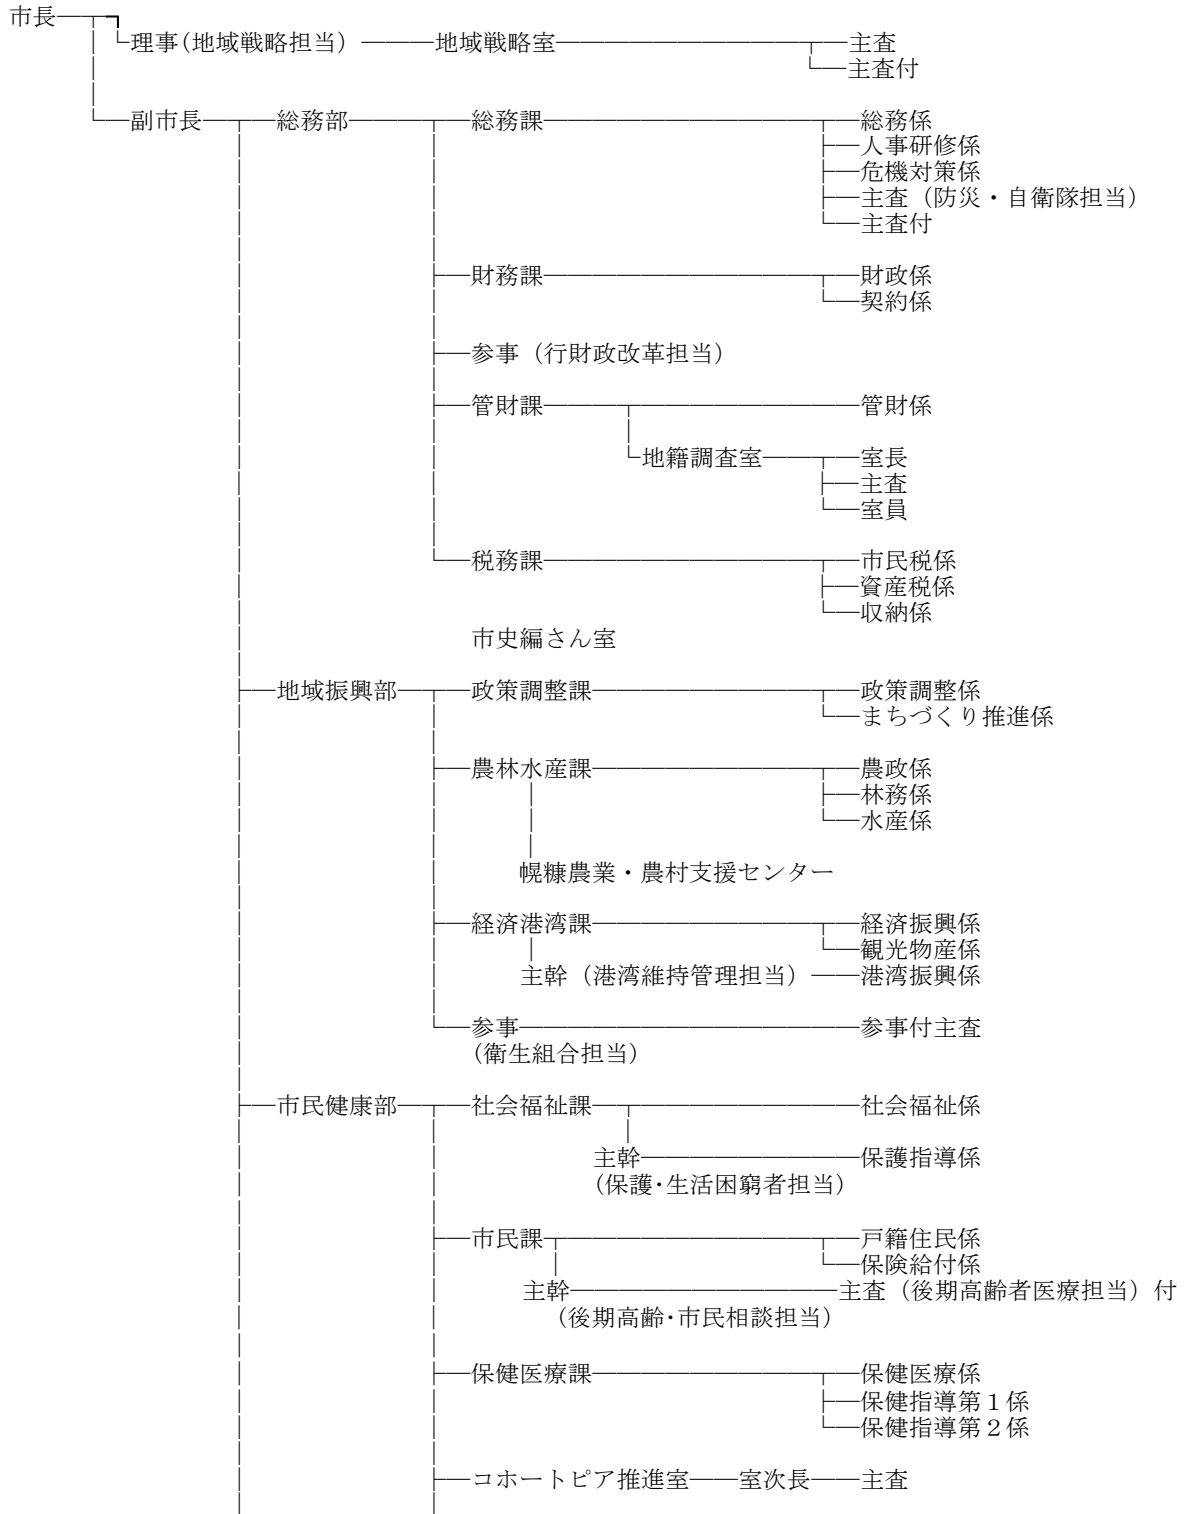 市長
理事(地域戦略担当) 地域戦略室 主査
主査付
副市長 総務部 総務課 総務係
人事研修係
危機対策係
主査(防災・自衛隊担当)
主査付
財務課 財政係
契約係
参事(行財政改革担当)
管財課 管財係
地籍調査室 室長
主査
室員
税務課 市民税係
資産税係
収納係
市史編さん室
地域振興部 政策調整課 政策調整係
まちづくり推進係
農林水産課 農政係
林務係
水産係
幌糠農業・農村支援センター
経済港湾課 経済振興係
観光物産係
主幹(港湾維持管理担当) 港湾振興係
参事 参事付主査
(衛生組合担当)
市民健康部 社会福祉課 社会福祉係
主幹 保護指導係
(保護・生活困窮者担当)
市民課 戸籍住民係
保険給付係
主幹 主査(後期高齢者医療担当)付
(後期高齢・市民相談担当)
保健医療課 保健医療係
保健指導第1係
保健指導第2係
コホートピア推進室 室次長 主査